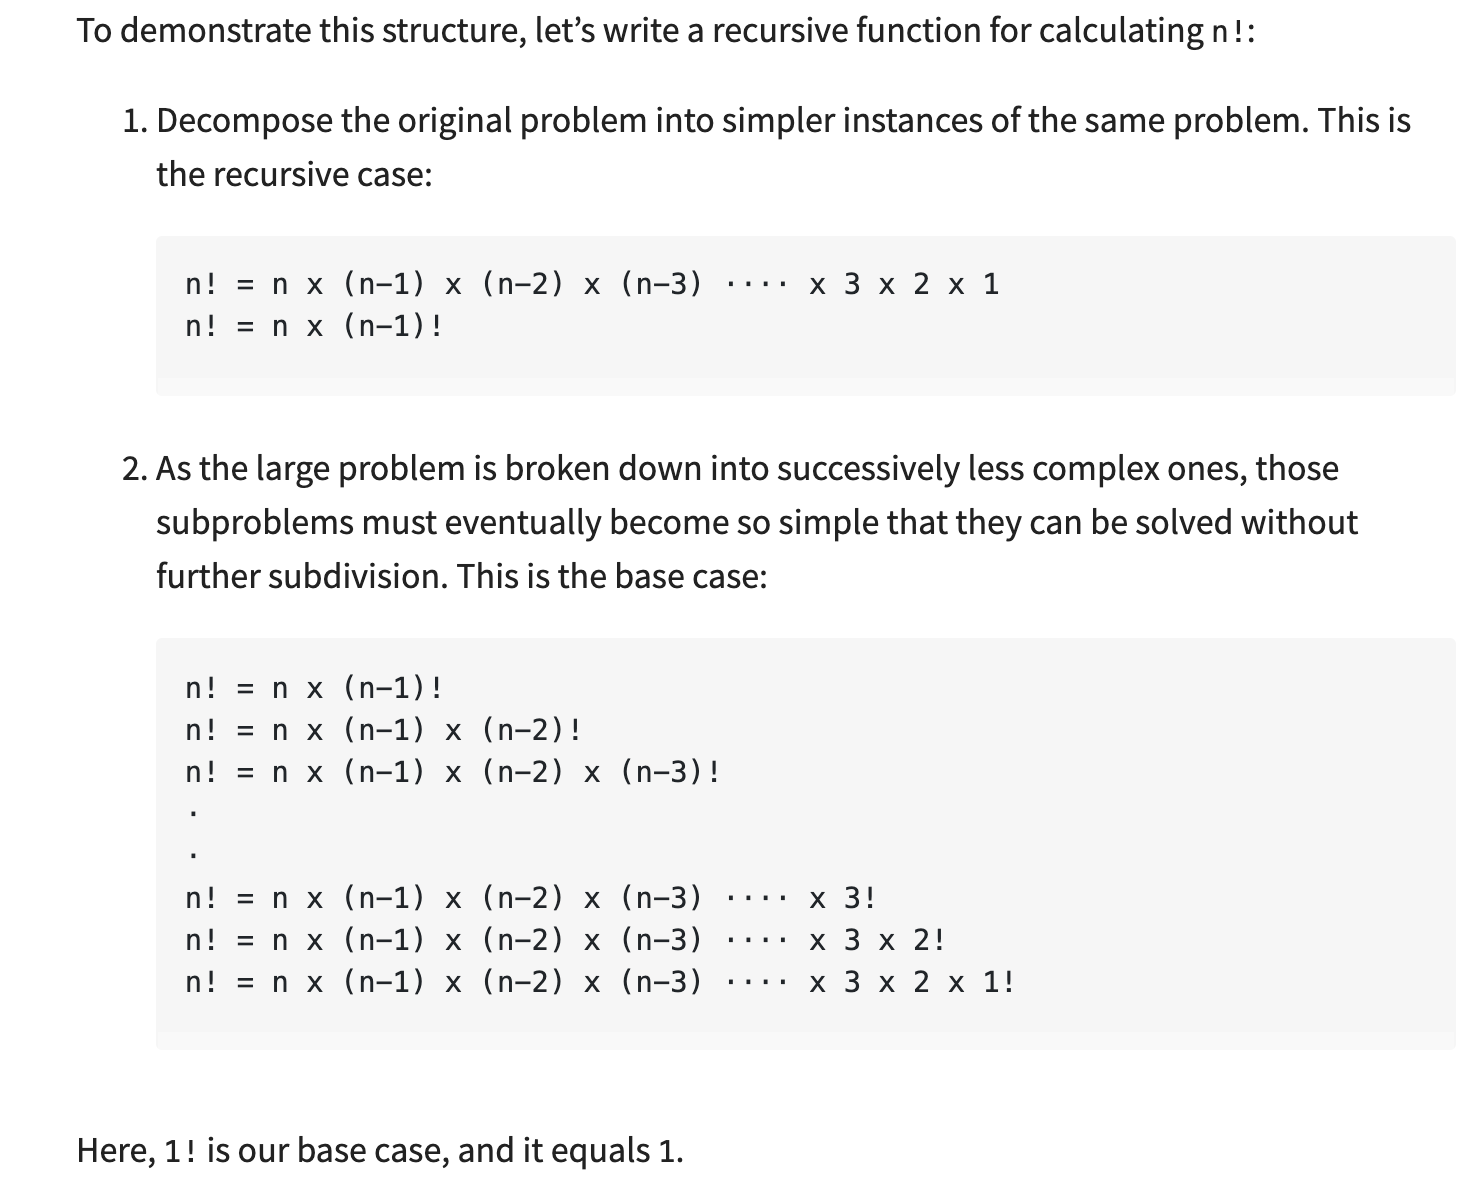 To demonstrate this structure, let’s write a recursive function for calculating n!:
1. Decompose the original problem into simpler instances of the same problem. This is
the recursive case:
n! = n x (n−1) x (n−2) x (n−3) ···· x 3 x 2 x 1
n! = n x (n−1)!
2. As the large problem is broken down into successively less complex ones, those
subproblems must eventually become so simple that they can be solved without
further subdivision. This is the base case:
n! = n x (n−1)!
n! = n x (n−1) x (n−2)!
n! = n x (n−1) x (n−2) x (n−3)!
·
·
n! = n x (n−1) x (n−2) x (n−3) ···· x 3!
n! = n x (n−1) x (n−2) x (n−3) ···· x 3 x 2!
n! = n x (n−1) x (n−2) x (n−3) ···· x 3 x 2 x 1!
Here, 1! is our base case, and it equals 1.